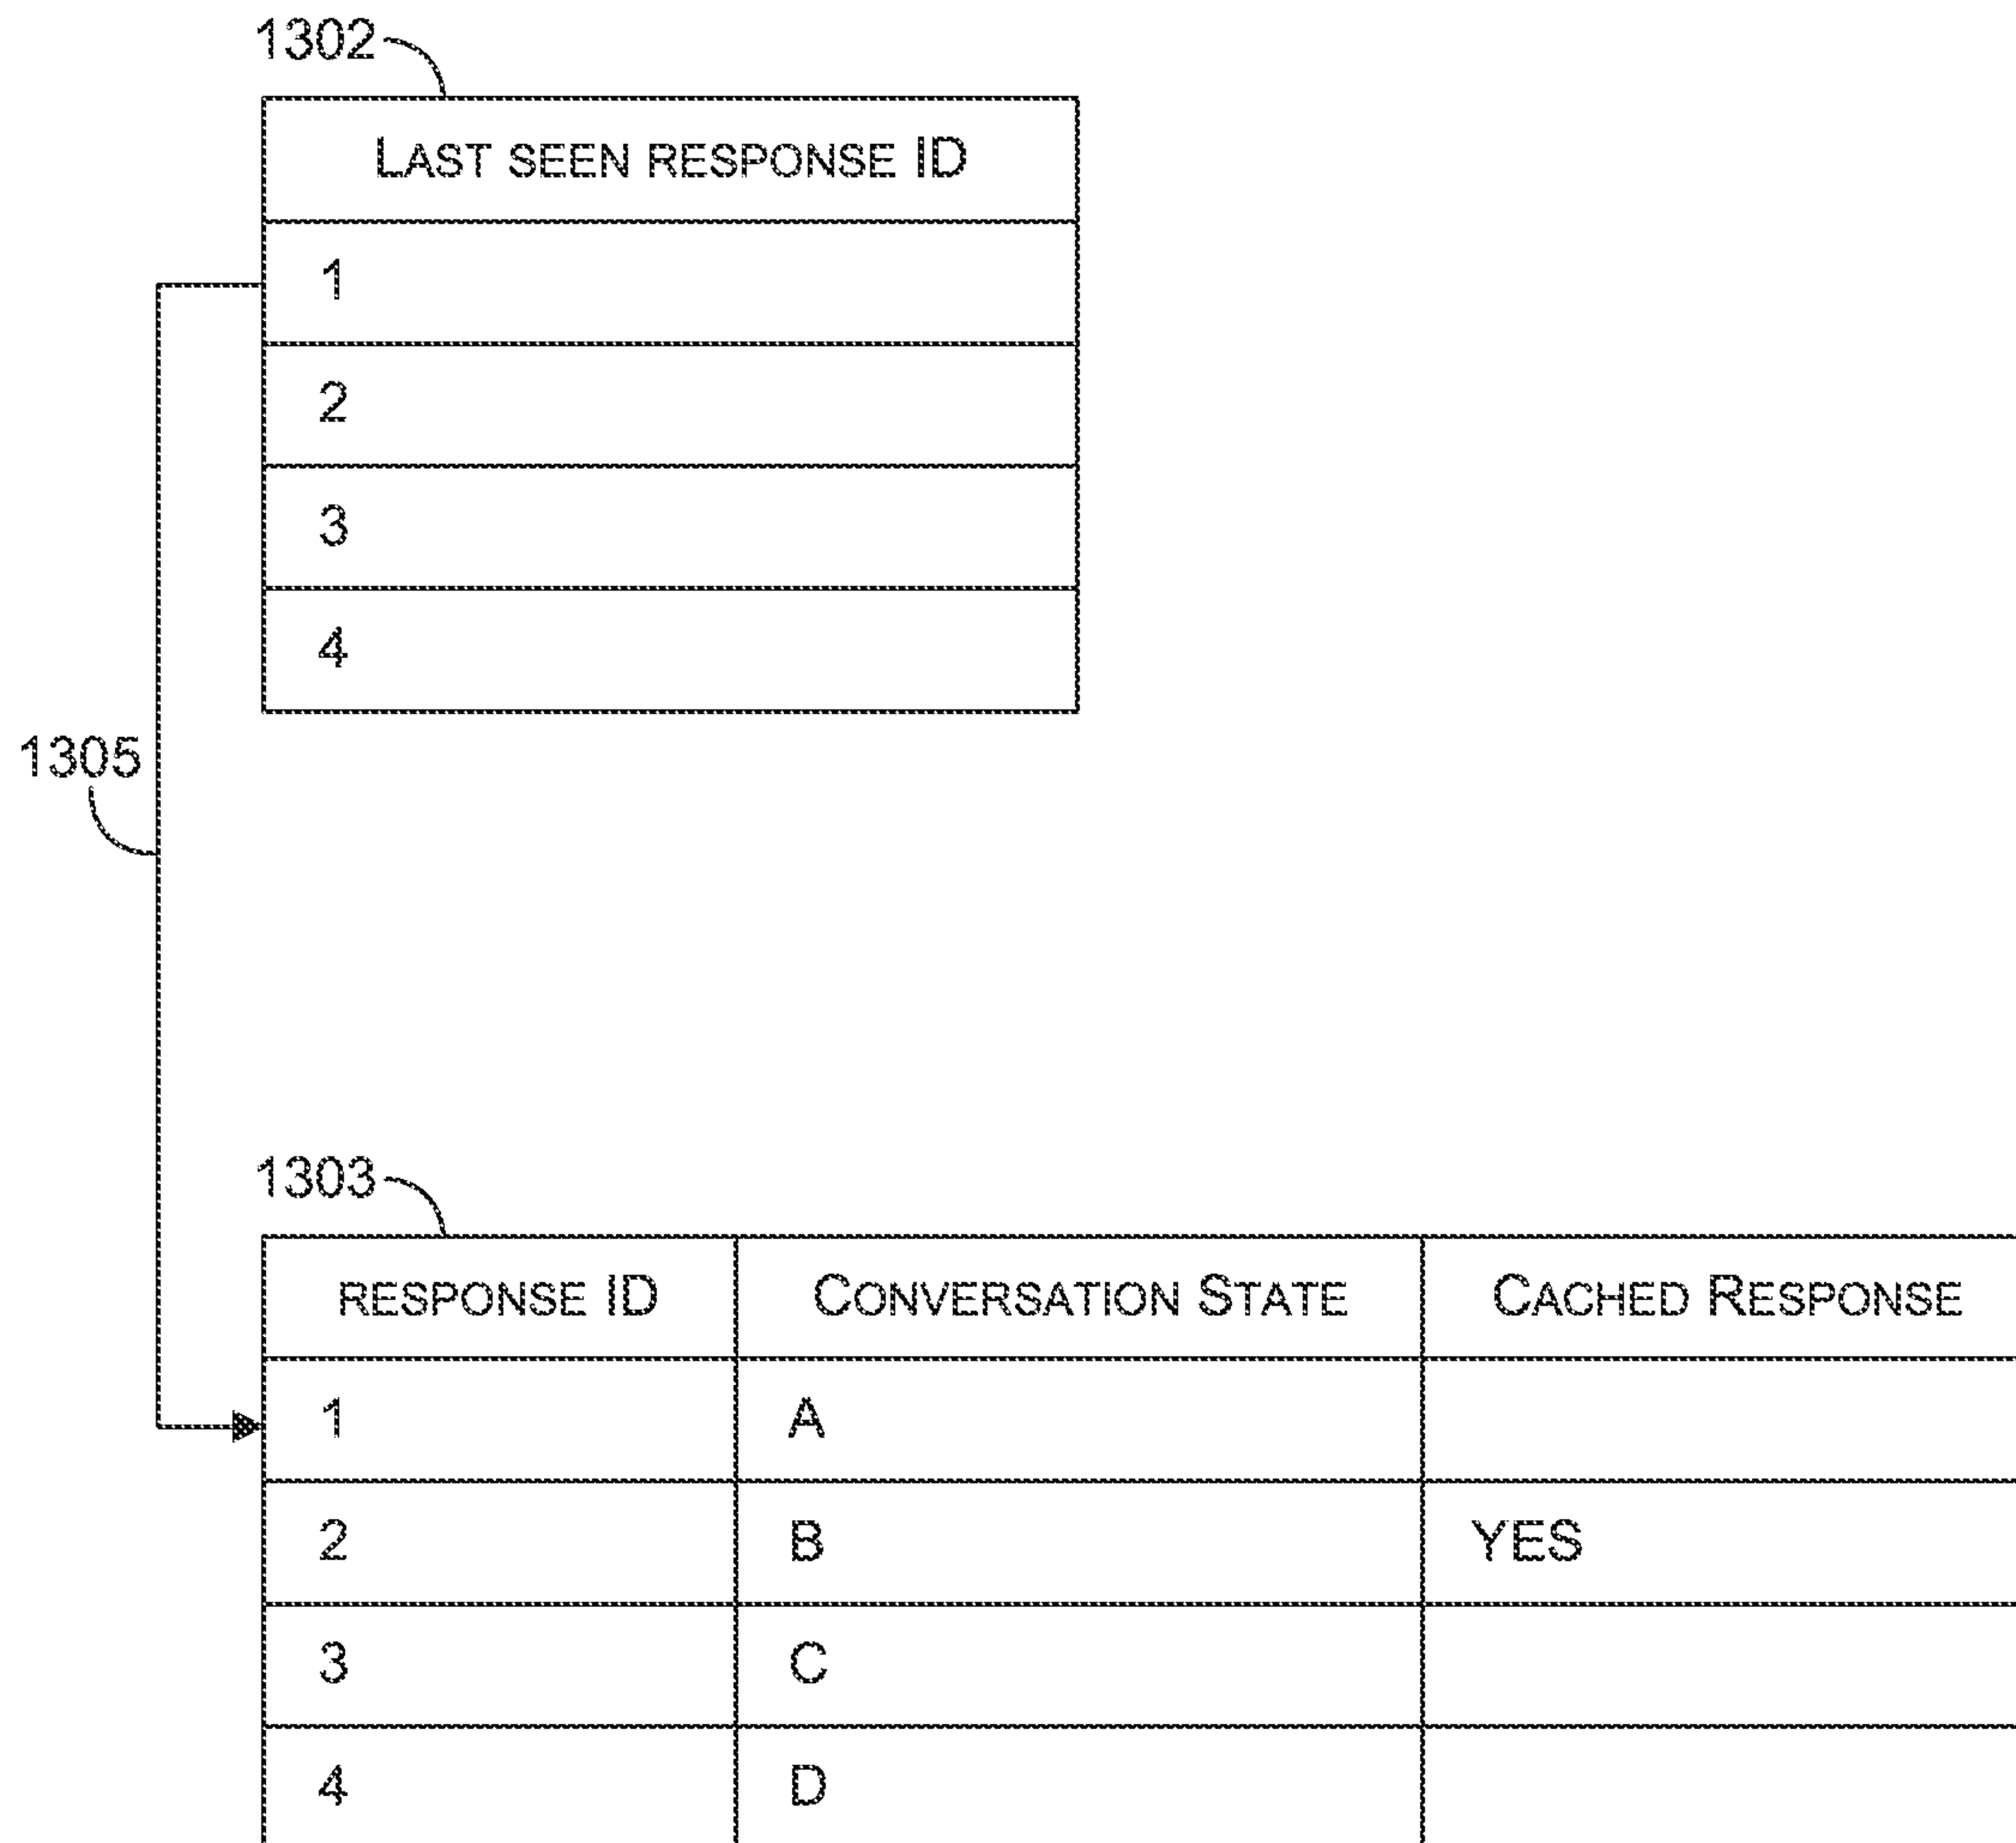 1302
LAST SEEN RESPONSE ID
1
2
3
4
1305
1303
RESPONSE ID CONVERSATION STATE CACHED RESPONSE
1 A
2 B YES
3 C
4 D